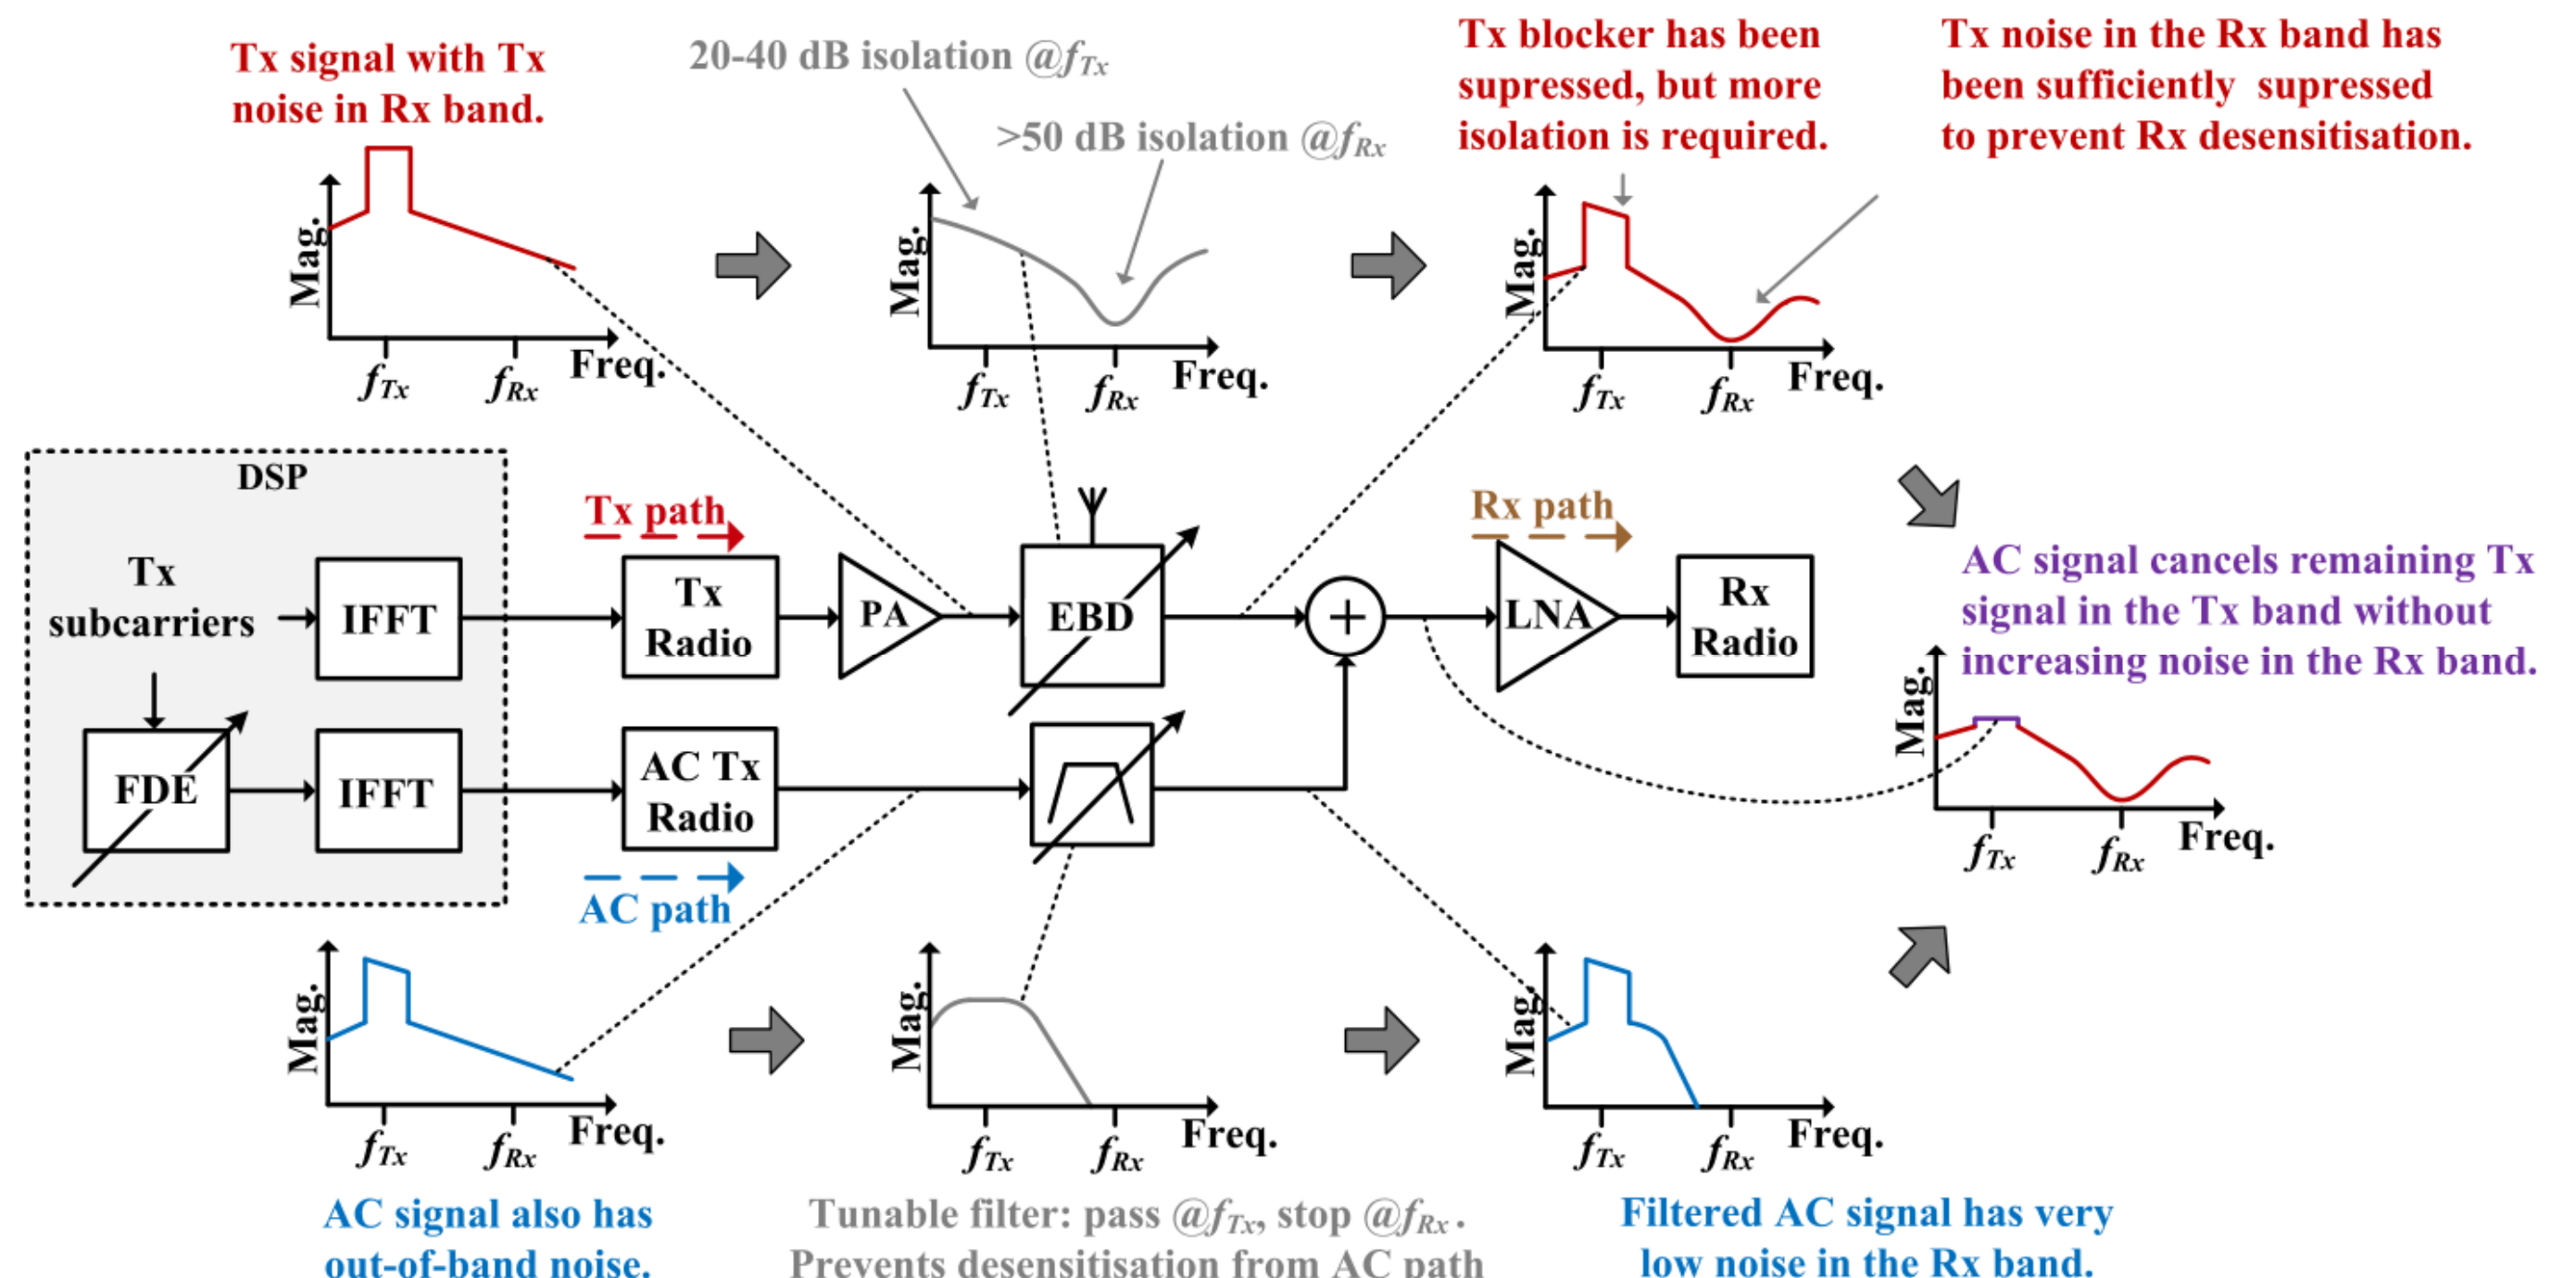 Tx signal with Tx
noise in Rx band.
20-40 dB isolation @fTx
>50 dB isolation @fRx
Tx blocker has been
supressed, but more
isolation is required.
Tx noise in the Rx band has
been sufficiently supressed
to prevent Rx desensitisation.
Mag.
fTx
fRx
Freq.
Mag.
fTx
fRx
Freq.
Mag.
fTx
fRx
Freq.
DSP
Tx
subcarriers
IFFT
FDE
IFFT
Tx path
Tx
Radio
PA
EBD
+
Rx path
LNA
Rx
Radio
AC Tx
Radio
AC path
AC signal cancels remaining Tx
signal in the Tx band without
increasing noise in the Rx band.
Mag.
fTx
fRx
Freq.
Mag.
fTx
fRx
Freq.
Mag.
fTx
fRx
Freq.
Mag.
fTx
fRx
Freq.
AC signal also has
out-of-band noise.
Tunable filter: pass @fTx, stop @fRx.
Prevents desensitisation from AC path
Filtered AC signal has very
low noise in the Rx band.